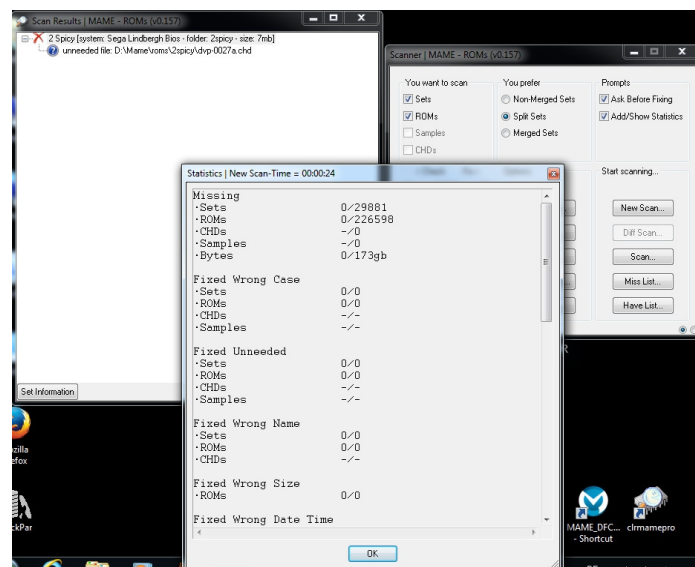 Scan Results | MAME - ROMs (v0.157)
2 Spicy [system: Sega Lindbergh Bios - folder: 2spicy - size: 7mb]
unneeded file: D:\Mame\roms\2spicy\dvp-0027a.chd
Set Information
Scanner | MAME - ROMs (v0.157)
You want to scan
Sets
ROMs
Samples
CHDs
You prefer
Non-Merged Sets
Split Sets
Merged Sets
Prompts
Ask Before Fixing
Add/Show Statistics
Start scanning...
New Scan...
Diff Scan...
Scan...
Miss List...
Have List...
Statistics | New Scan-Time = 00:00:24
Missing
·Sets 0/29881
·ROMs 0/226598
·CHDs -/0
·Samples -/0
·Bytes 0/173gb
Fixed Wrong Case
·Sets 0/0
·ROMs 0/0
·CHDs -/-
·Samples -/-
Fixed Unneeded
·Sets 0/0
·ROMs 0/0
·CHDs -/-
·Samples -/-
Fixed Wrong Name
·Sets 0/0
·ROMs 0/0
·CHDs -/-
Fixed Wrong Size
·ROMs 0/0
Fixed Wrong Date Time
OK
zilla
efox
ckPar
MAME_DFC...
- Shortcut
clrmamepro